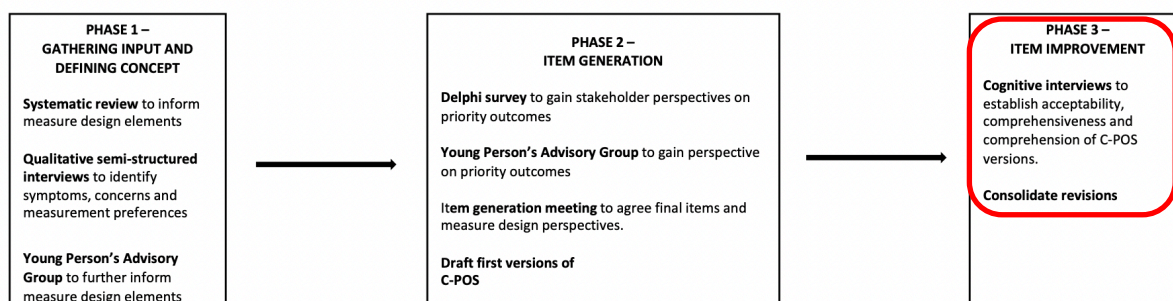 PHASE 1 –
GATHERING INPUT AND
DEFINING CONCEPT
Systematic review to inform
measure design elements
Qualitative semi-structured
interviews to identify
symptoms, concerns and
measurement preferences
Young Person's Advisory
Group to further inform
measure design elements
PHASE 2 –
ITEM GENERATION
Delphi survey to gain stakeholder perspectives on
priority outcomes
Young Person's Advisory Group to gain perspective
on priority outcomes
Item generation meeting to agree final items and
measure design perspectives.
Draft first versions of
C-POS
PHASE 3 –
ITEM IMPROVEMENT
Cognitive interviews to
establish acceptability,
comprehensiveness and
comprehension of C-POS
versions.
Consolidate revisions